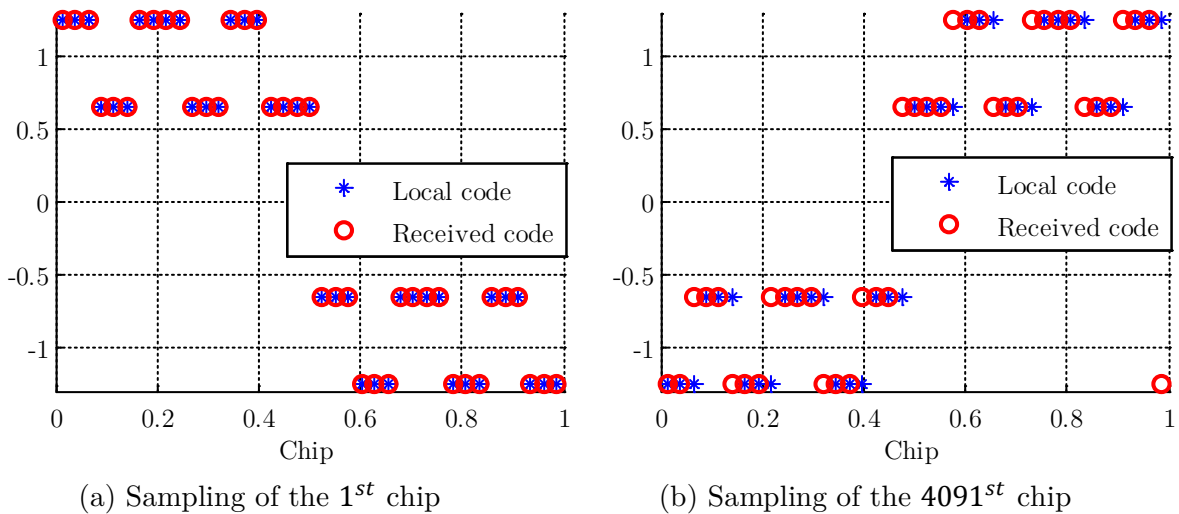 1
0.5
0
-0.5
-1
0
0.2
0.4
0.6
0.8
1
Chip
Local code
Received code
(a) Sampling of the 1st chip
1
0.5
0
-0.5
-1
0
0.2
0.4
0.6
0.8
1
Chip
Local code
Received code
(b) Sampling of the 4091st chip